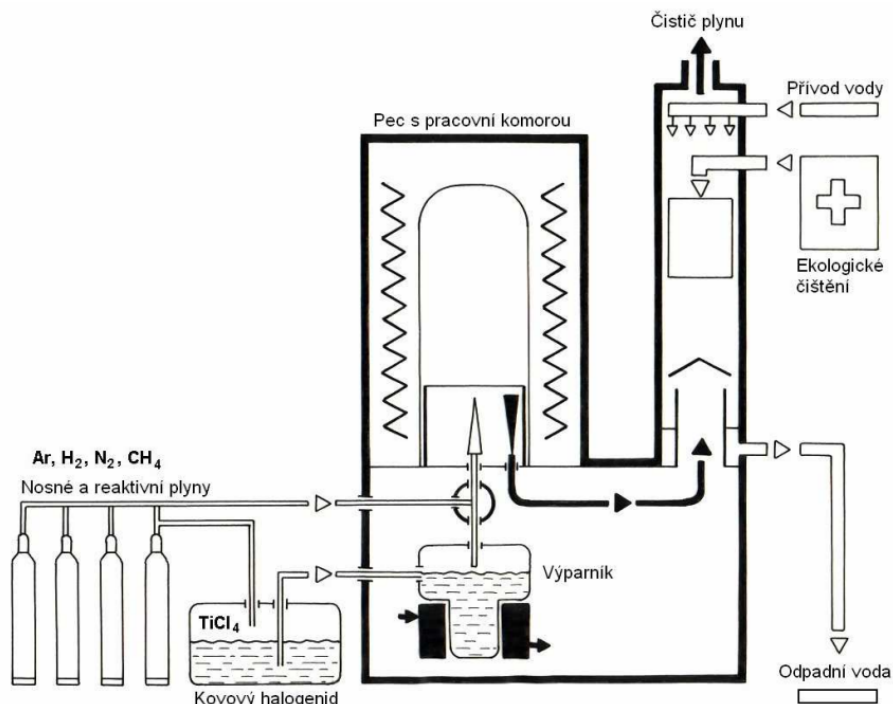 Čistič plynu
Přívod vody
Pec s pracovní komorou
Ekologické
čištění
Ar, H₂, N₂, CH₄
Nosné a reaktivní plyny
Výparník
TiCl₄
Kovový halogenid
Odpadní voda